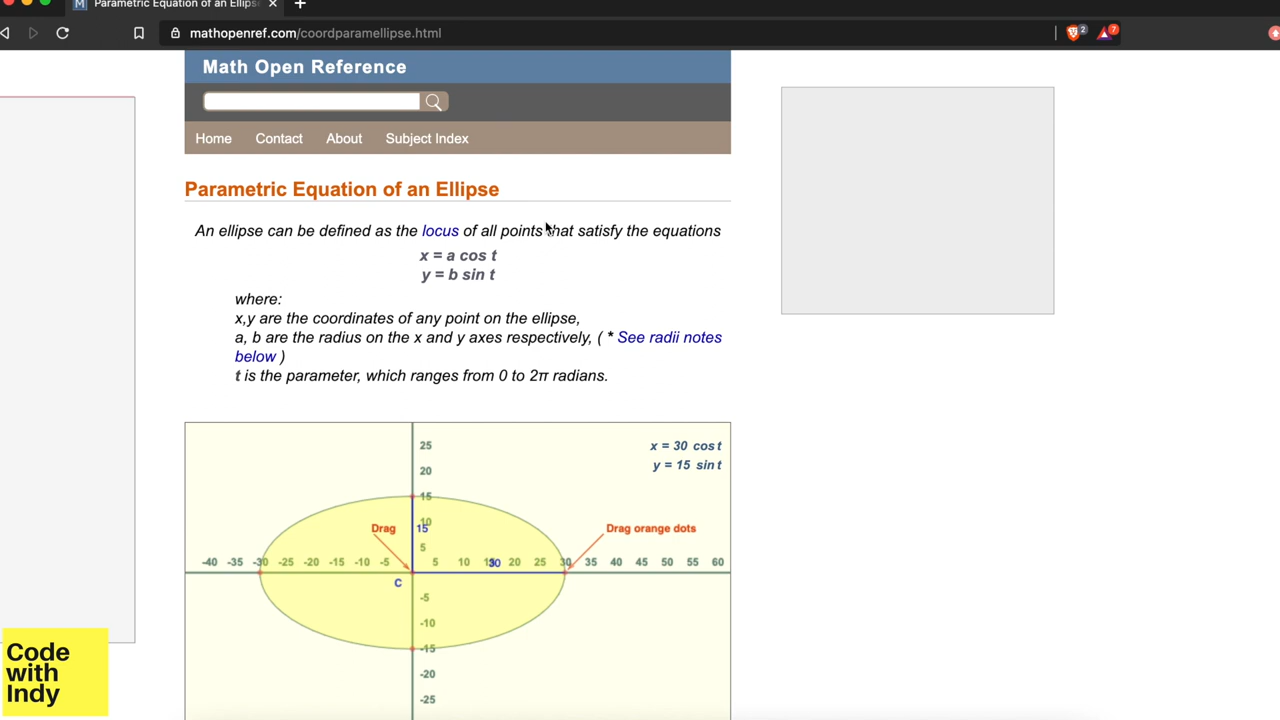 Parametric Equation of an Ellips
mathopenref.com/coordparamellipse.html
2
7
Math Open Reference
Home Contact About Subject Index
Parametric Equation of an Ellipse
An ellipse can be defined as the locus of all points that satisfy the equations
x = a cos t
y = b sin t
where:
x,y are the coordinates of any point on the ellipse,
a, b are the radius on the x and y axes respectively, ( * See radii notes
below )
t is the parameter, which ranges from 0 to 2π radians.
25
x = 30 cos t
y = 15 sin t
20
15
10
Drag
15
Drag orange dots
5
-40 -35 -30 -25 -20 -15 -10 -5 5 10 15 30 20 25 30 35 40 45 50 55 60
C
-5
-10
-15
-20
-25
Code
with
Indy